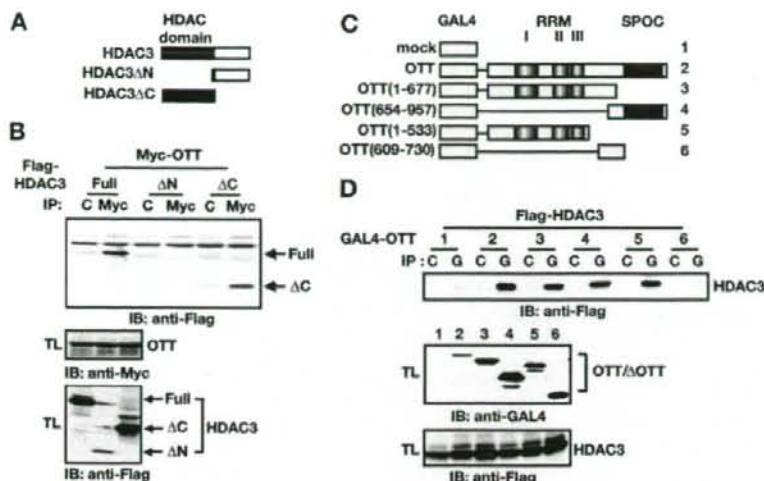 A
HDAC
domain
HDAC3
HDAC3ΔN
HDAC3ΔC
B
Myc-OTT
Flag-
HDAC3
Full ΔN ΔC
IP: C Myc C Myc C Myc
Full
ΔC
IB: anti-Flag
TL OTT
IB: anti-Myc
Full
TL ΔC HDAC3
ΔN
IB: anti-Flag
C
GAL4 RRM SPOC
I II III
mock 1
OTT 2
OTT(1-677) 3
OTT(654-957) 4
OTT(1-533) 5
OTT(609-730) 6
D
Flag-HDAC3
GAL4-OTT 1 2 3 4 5 6
IP : C G C G C G C G C G C G
HDAC3
IB: anti-Flag
1 2 3 4 5 6
TL OTT/ΔOTT
IB: anti-GAL4
TL HDAC3
IB: anti-Flag